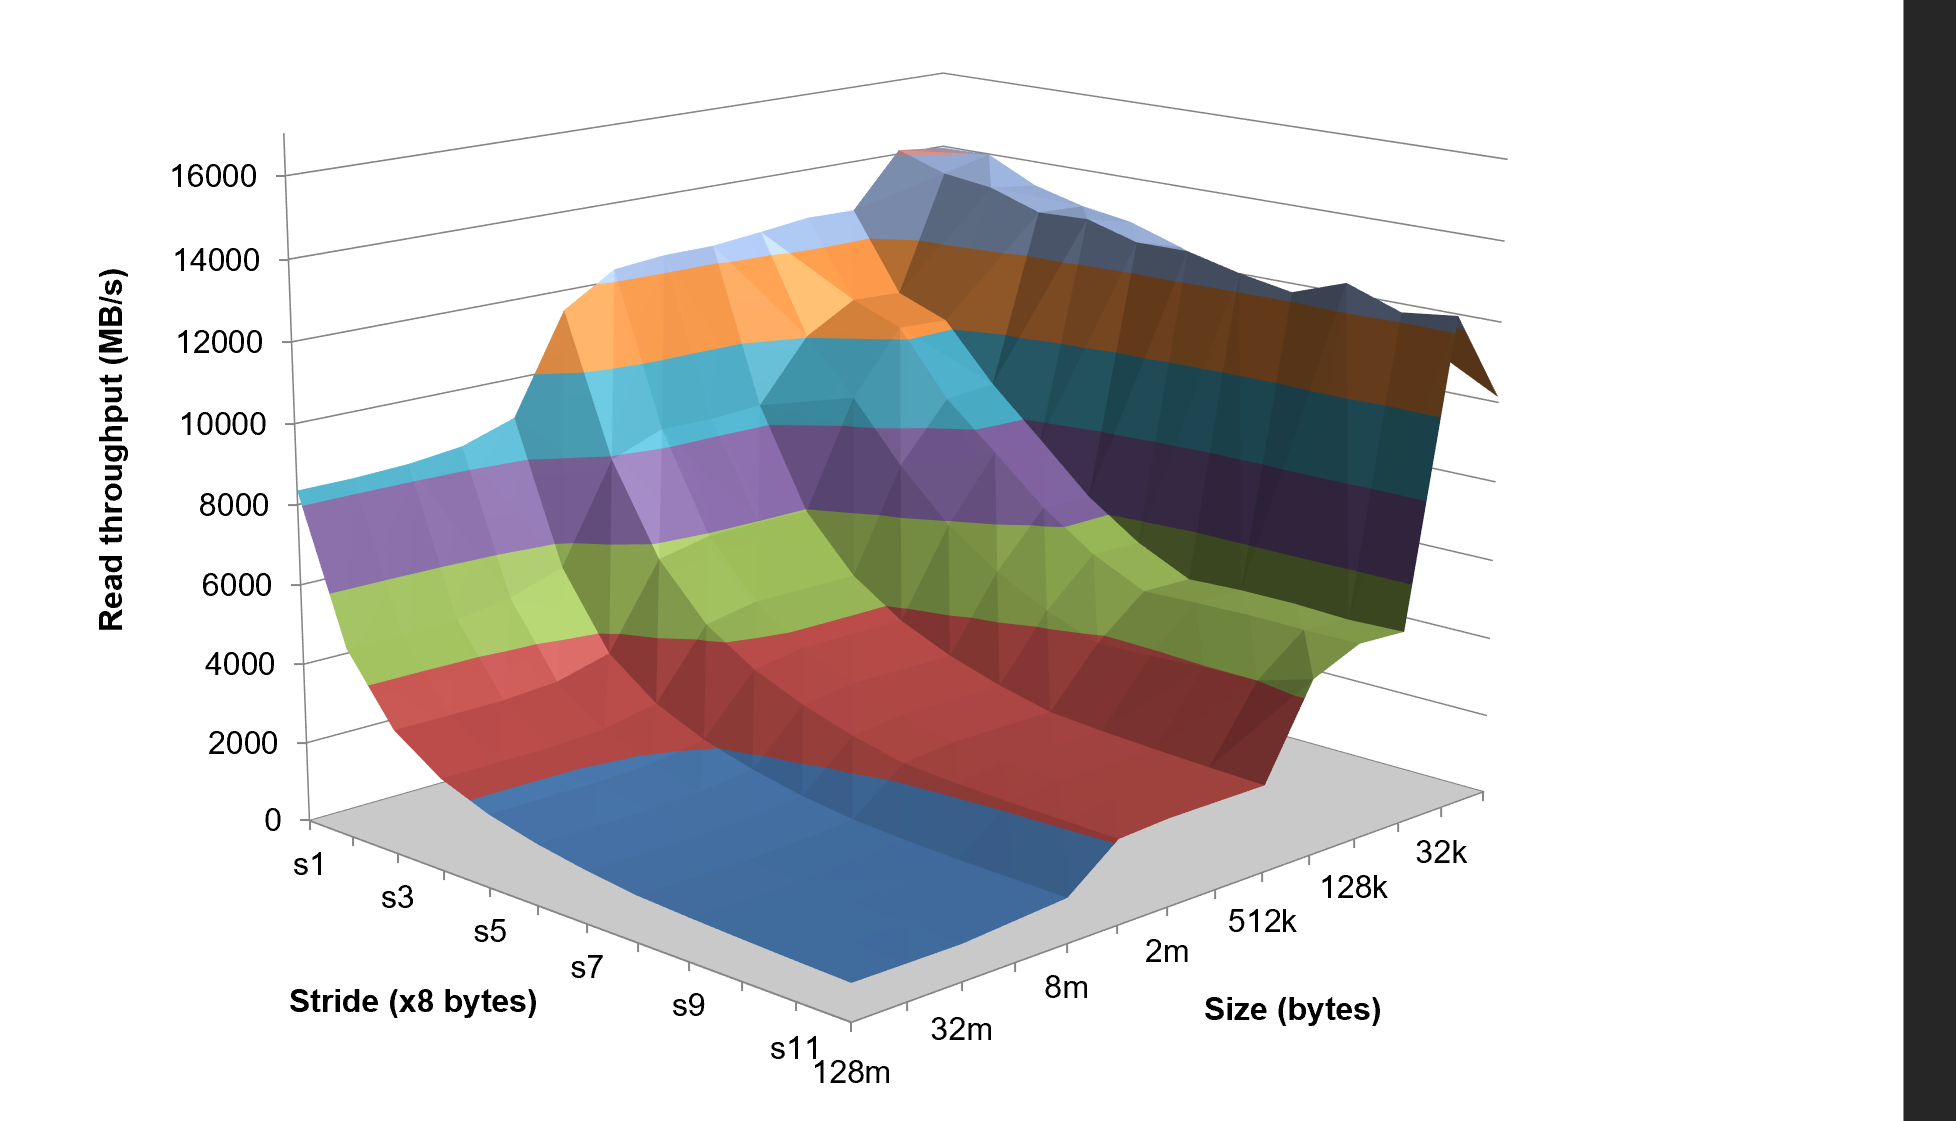 16000
14000
12000
10000
8000
6000
4000
2000
0
Read throughput (MB/s)
s1
s3
s5
s7
s9
s11
Stride (x8 bytes)
128m
32m
8m
2m
512k
128k
32k
Size (bytes)